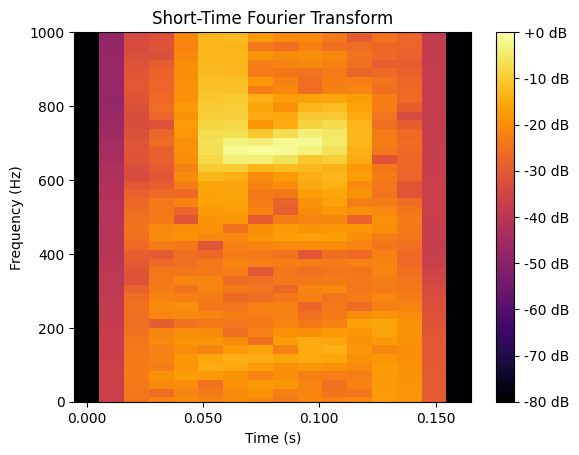 Short-Time Fourier Transform
1000
800
600
400
200
0
Frequency (Hz)
0.000
0.050
0.100
0.150
Time (s)
+0 dB
-10 dB
-20 dB
-30 dB
-40 dB
-50 dB
-60 dB
-70 dB
-80 dB